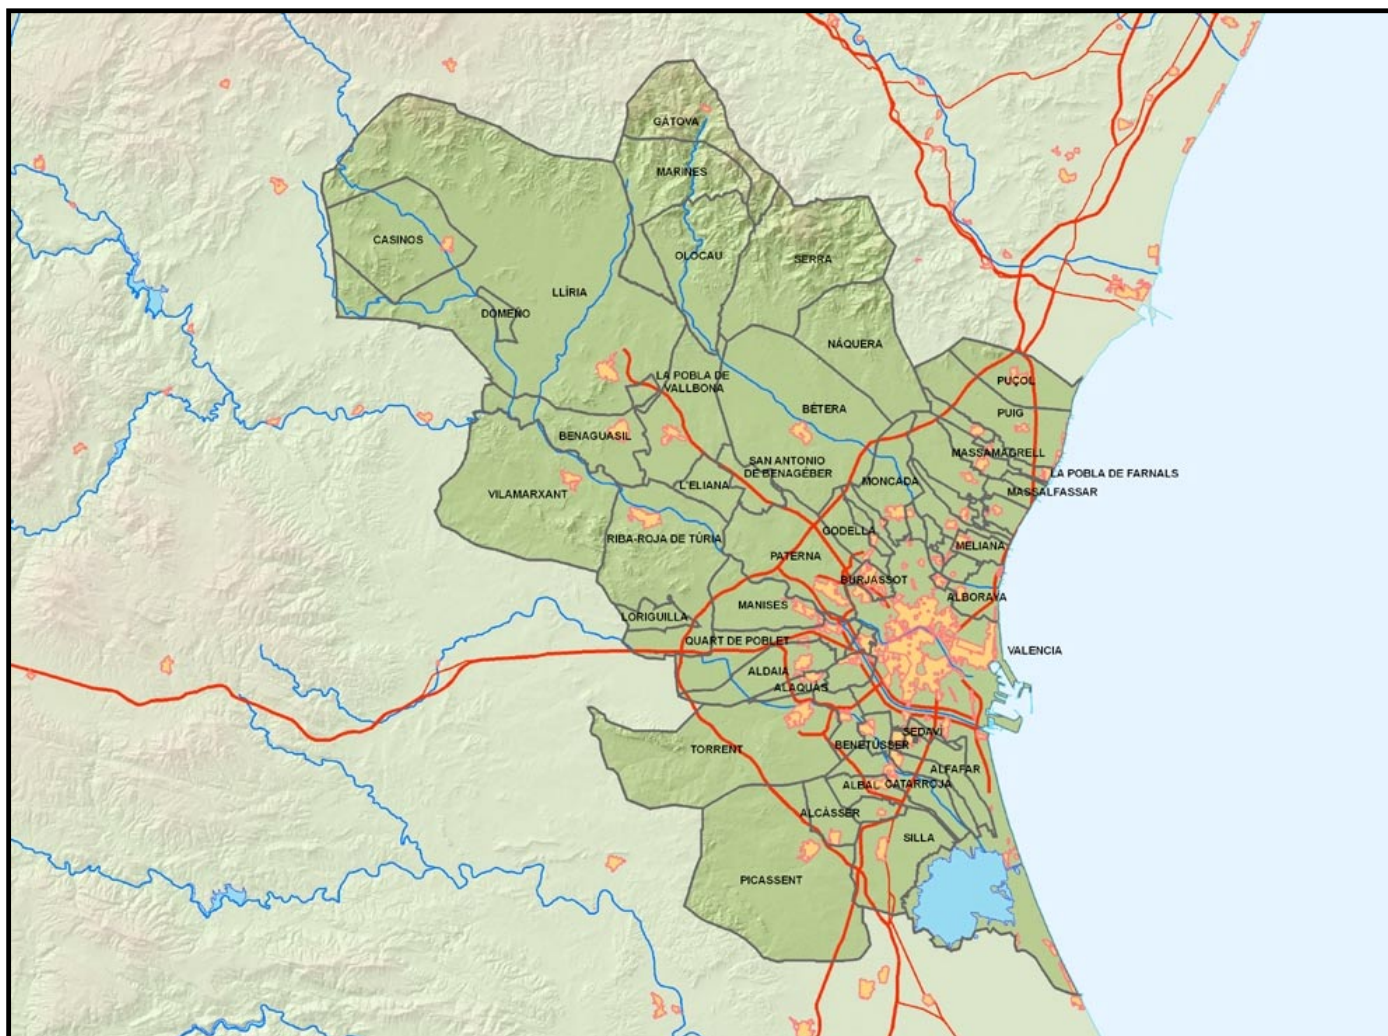 GÁTOVA
MARINES
CASINOS
OLOCAU
SERRA
LLÍRIA
DOMEÑO
NÁQUERA
LA POBLA DE
VALLBONA
PUÇOL
BÉTERA
PUIG
BENAGUASIL
MASSAMAGRELL
SAN ANTONIO
DE BENAGÉBER
LA POBLA DE FARNALS
L'ELIANA
MONCADA
VILAMARXANT
MASSALFASSAR
GODELLA
RIBA-ROJA DE TÚRIA
MELIANA
PATERNA
BURJASSOT
ALBORAYA
MANISES
LORIGUILLA
QUART DE POBLET
VALENCIA
ALDAIA
ALAQUÀS
SEDAVÍ
TORRENT
BENETÚSSER
ALFAFAR
ALBAL
CATARROJA
ALCÀSSER
SILLA
PICASSENT